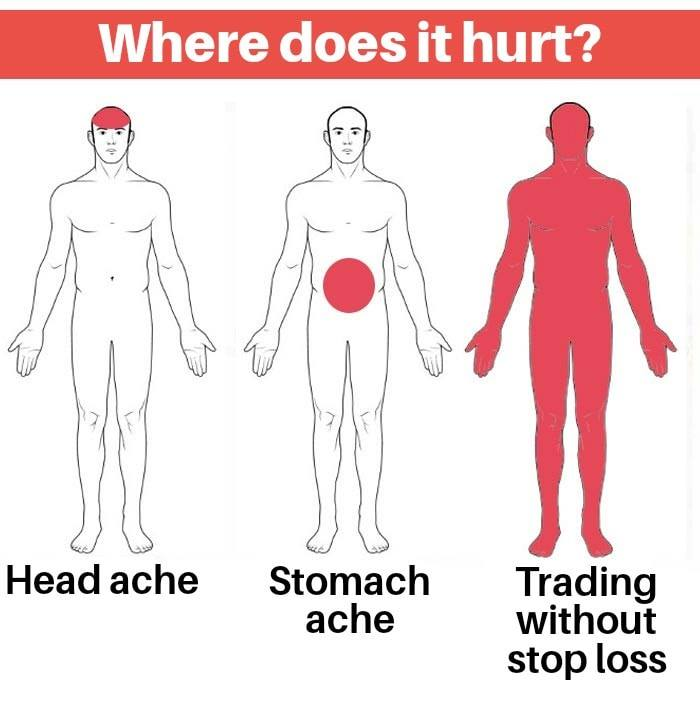 Where does it hurt?
Head ache
Stomach
ache
Trading
without
stop loss